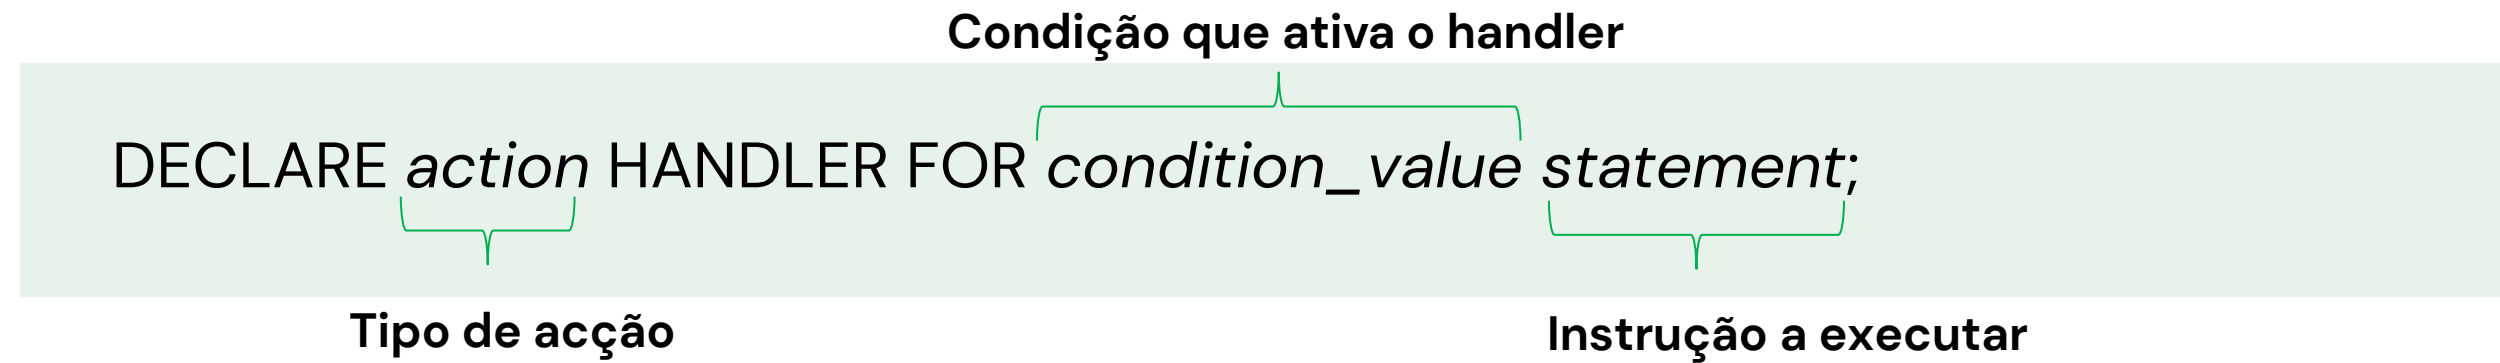 Condição que ativa o handler
DECLARE action HANDLER FOR condition_value statement;
Tipo de acção
Instrução a executar